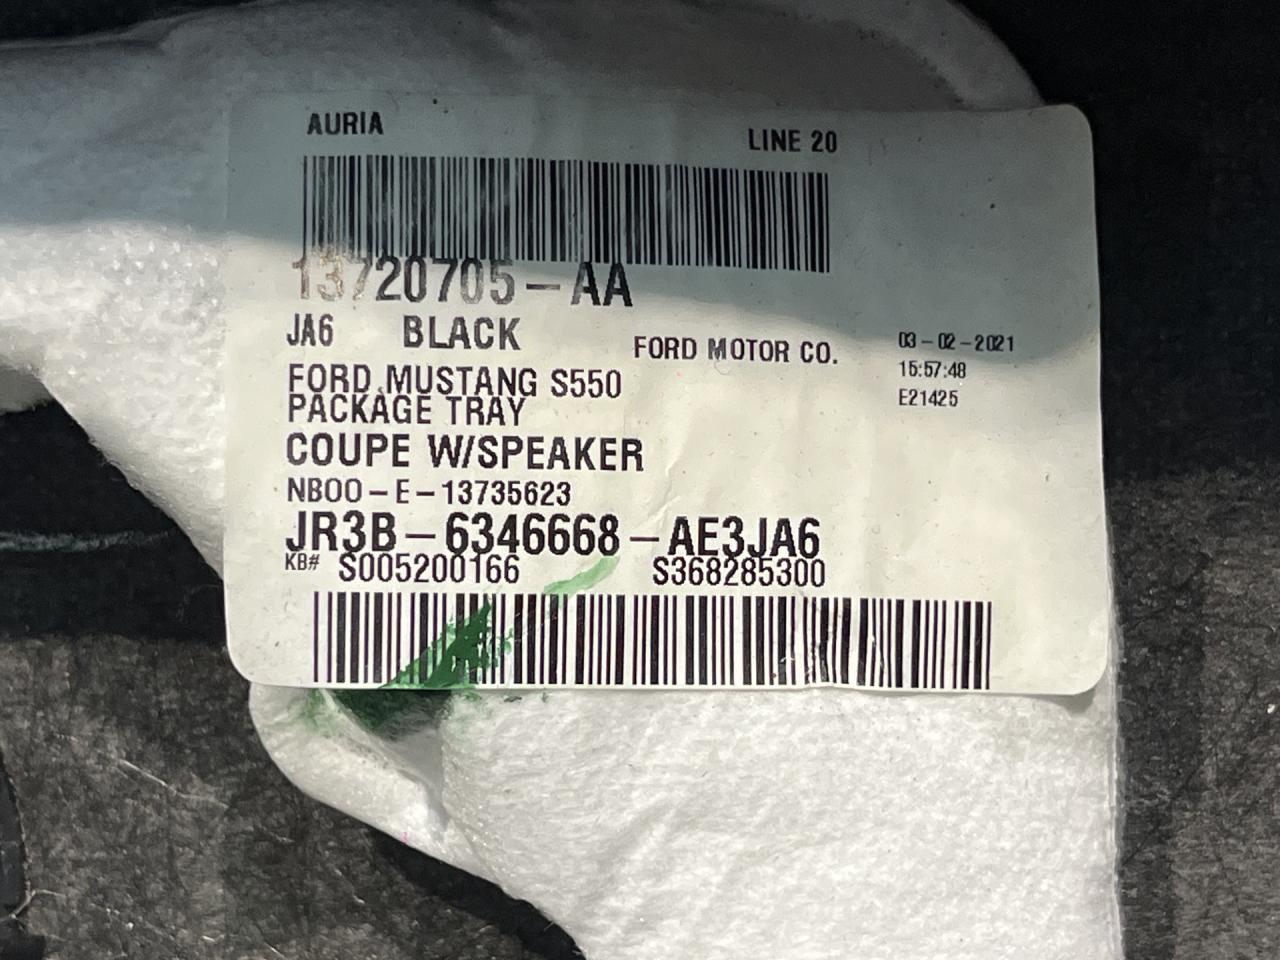 AURIA
LINE 20
13720705-AA
JA6 BLACK
FORD MOTOR CO.
03-02-2021
15:57:48
E21425
FORD MUSTANG S550
PACKAGE TRAY
COUPE W/SPEAKER
NB00-E-13735623
JR3B-6346668-AE3JA6
KB# S005200166 S368285300